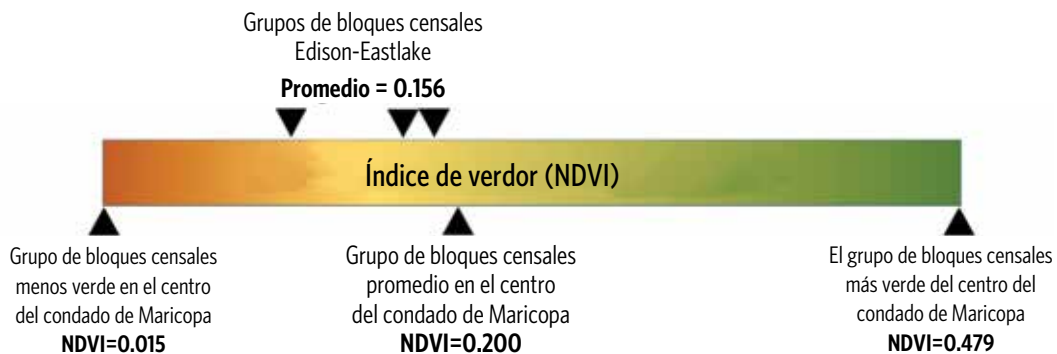 Grupos de bloques censales
Edison-Eastlake
Promedio = 0.156
Índice de verdor (NDVI)
Grupo de bloques censales
menos verde en el centro
del condado de Maricopa
NDVI=0.015
Grupo de bloques censales
promedio en el centro
del condado de Maricopa
NDVI=0.200
El grupo de bloques censales
más verde del centro del
condado de Maricopa
NDVI=0.479